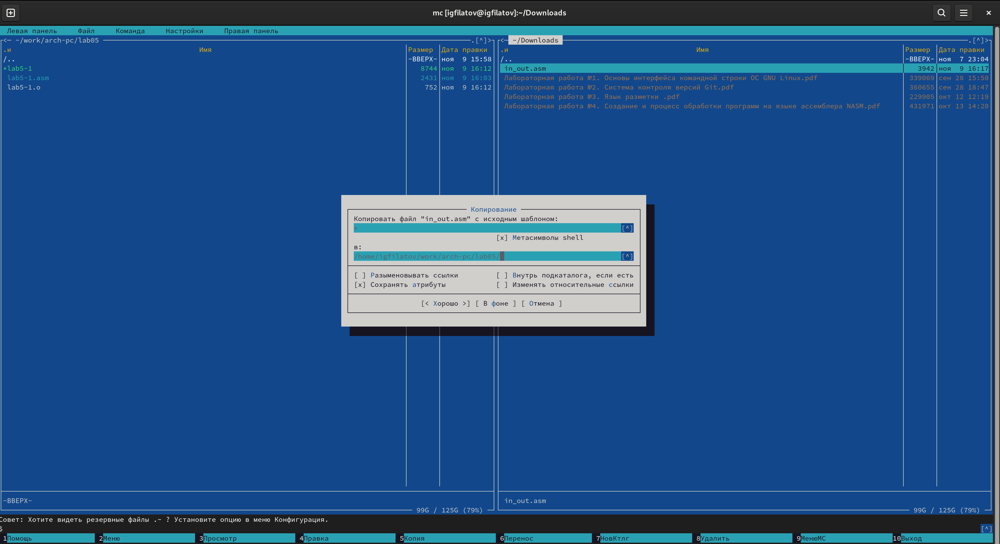 mc [igfilatov@igfilatov]:~/Downloads
Левая панель Файл Команда Настройки Правая панель
<─ ~/work/arch-pc/lab05 .[^]>
.и Имя Размер Дата правки
/.. -ВВЕРХ- ноя 9 15:58
*lab5-1 8744 ноя 9 16:12
lab5-1.asm 2431 ноя 9 16:03
lab5-1.o 752 ноя 9 16:12
-ВВЕРХ-
99G / 125G (79%)
<─ ~/Downloads .[^]>
.и Имя Размер Дата правки
/.. -ВВЕРХ- ноя 7 23:04
in_out.asm 3942 ноя 9 16:17
Лабораторная работа №1. Основы интерфейса командной строки ОС GNU Linux.pdf 339069 сен 28 15:50
Лабораторная работа №2. Система контроля версий Git.pdf 360655 сен 28 18:47
Лабораторная работа №3. Язык разметки .pdf 229905 окт 12 12:19
Лабораторная работа №4. Создание и процесс обработки программ на языке ассемблера NASM.pdf 431971 окт 13 14:20
in_out.asm
99G / 125G (79%)
Копирование
Копировать файл "in_out.asm" с исходным шаблоном:
* [^]
[x] Метасимволы shell
в:
/home/igfilatov/work/arch-pc/lab05/ [^]
[ ] Разыменовывать ссылки [ ] Внутрь подкаталога, если есть
[x] Сохранять атрибуты [ ] Изменять относительные ссылки
[< Хорошо >] [ В фоне ] [ Отмена ]
Совет: Хотите видеть резервные файлы .~ ? Установите опцию в меню Конфигурация.
$ [^]
1Помощь 2Меню 3Просмотр 4Правка 5Копия 6Перенос 7НовКтлг 8Удалить 9МенюMC 10Выход